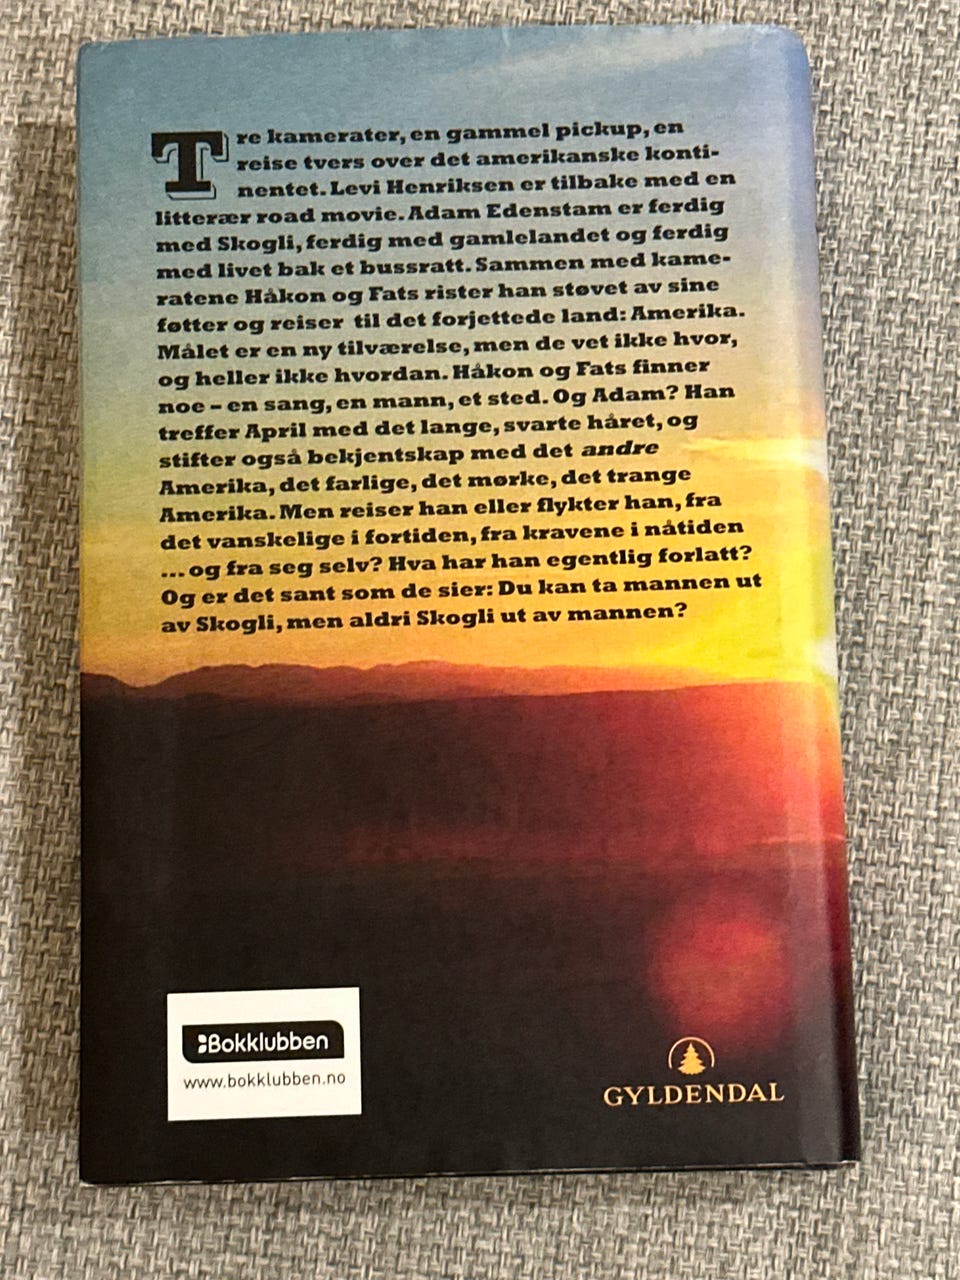 Tre kamerater, en gammel pickup, en
reise tvers over det amerikanske konti-
nentet. Levi Henriksen er tilbake med en
litterær road movie. Adam Edenstam er ferdig
med Skogli, ferdig med gamlelandet og ferdig
med livet bak et bussratt. Sammen med kame-
ratene Håkon og Fats rister han støvet av sine
føtter og reiser til det forjettede land: Amerika.
Målet er en ny tilværelse, men de vet ikke hvor,
og heller ikke hvordan. Håkon og Fats finner
noe – en sang, en mann, et sted. Og Adam? Han
treffer April med det lange, svarte håret, og
stifter også bekjentskap med det andre
Amerika, det farlige, det mørke, det trange
Amerika. Men reiser han eller flykter han, fra
det vanskelige i fortiden, fra kravene i nåtiden
... og fra seg selv? Hva har han egentlig forlatt?
Og er det sant som de sier: Du kan ta mannen ut
av Skogli, men aldri Skogli ut av mannen?
Bokklubben
www.bokklubben.no
GYLDENDAL